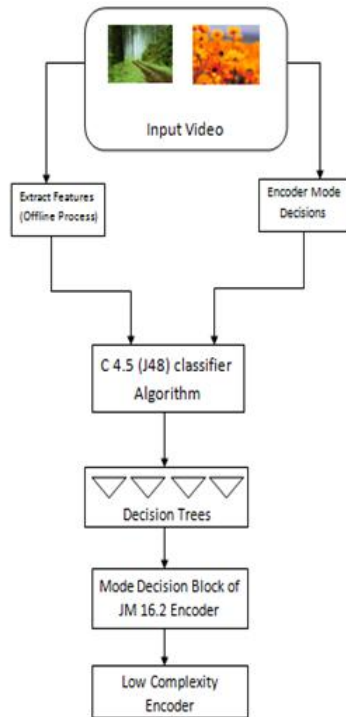 Input Video
Extract Features
(Offline Process)
Encoder Mode
Decisions
C 4.5 (J48) classifier
Algorithm
Decision Trees
Mode Decision Block of
JM 16.2 Encoder
Low Complexity
Encoder